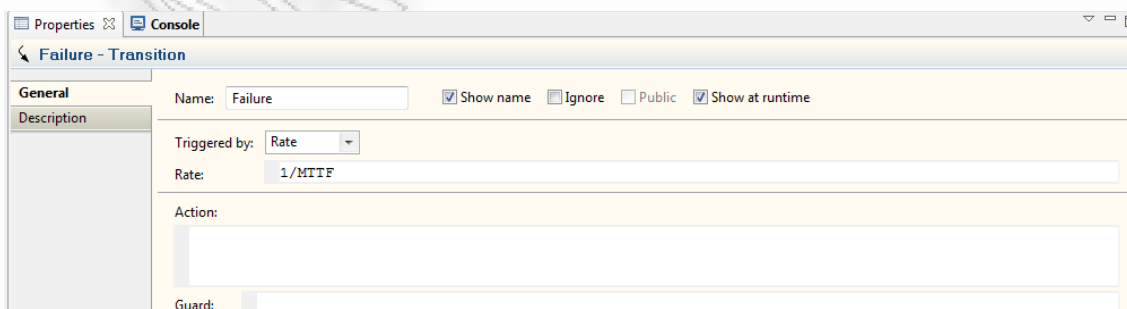 Properties Console
Failure - Transition
General
Name: Failure Show name Ignore Public Show at runtime
Description
Triggered by: Rate
Rate: 1/MTTF
Action:
Guard: